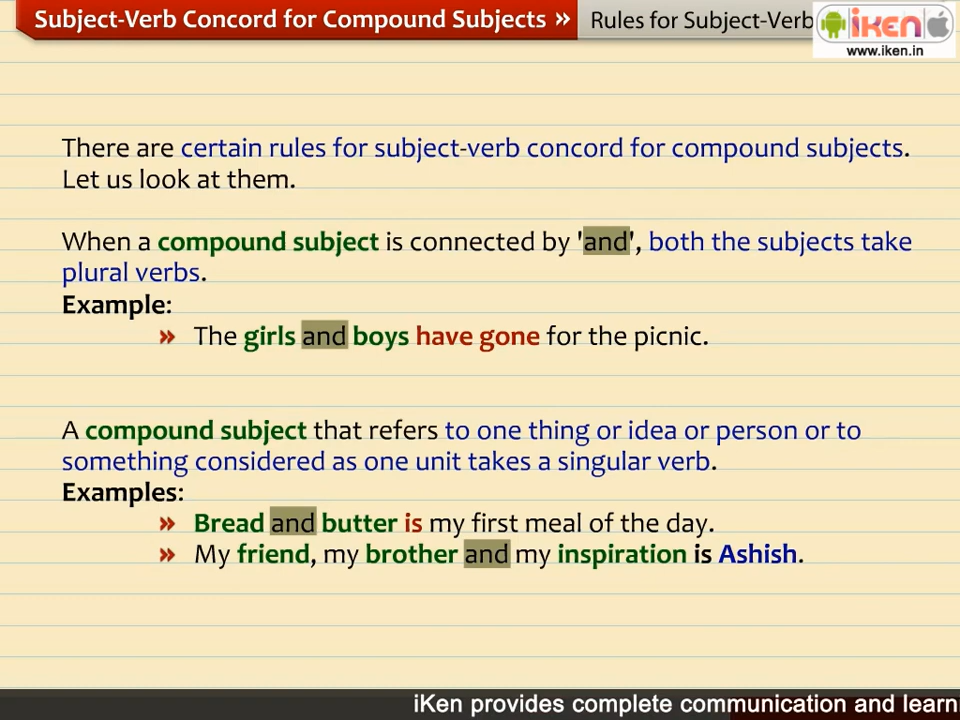 Subject-Verb Concord for Compound Subjects » Rules for Subject-Verb
iken
www.iken.in
There are certain rules for subject-verb concord for compound subjects.
Let us look at them.
When a compound subject is connected by 'and', both the subjects take
plural verbs.
Example:
» The girls and boys have gone for the picnic.
A compound subject that refers to one thing or idea or person or to
something considered as one unit takes a singular verb.
Examples:
» Bread and butter is my first meal of the day.
» My friend, my brother and my inspiration is Ashish.
iKen provides complete communication and learn